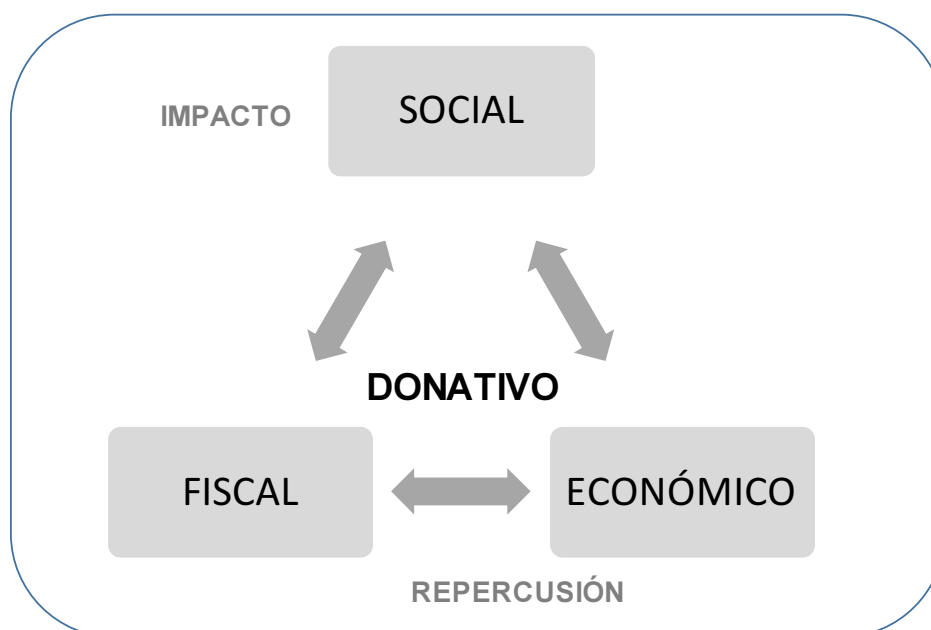 SOCIAL
IMPACTO
DONATIVO
FISCAL
ECONÓMICO
REPERCUSIÓN